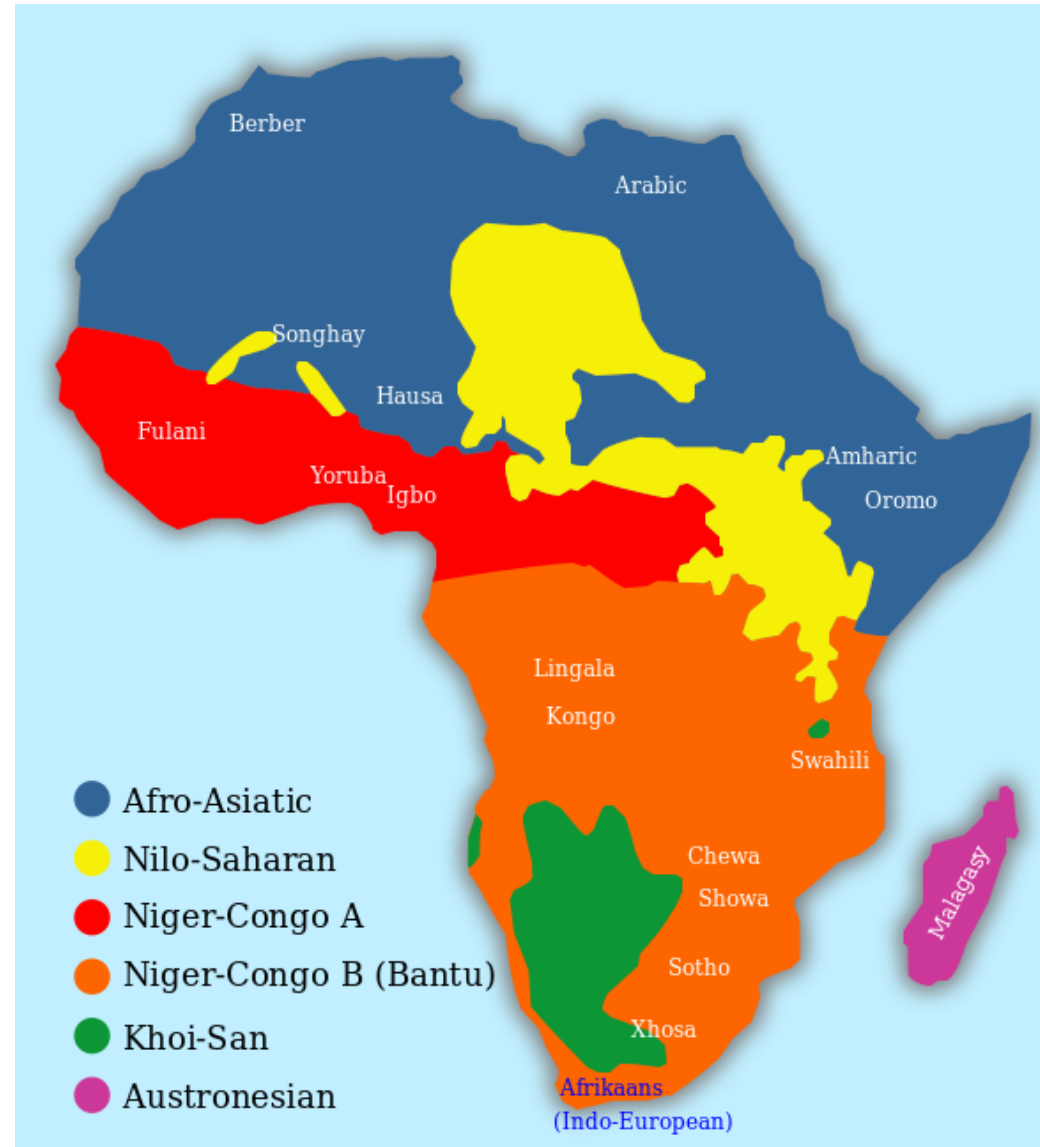 Berber
Arabic
Songhay
Hausa
Fulani
Yoruba
Igbo
Amharic
Oromo
Lingala
Kongo
Swahili
Chewa
Showa
Sotho
Xhosa
Malagasy
Afrikaans
(Indo-European)
Afro-Asiatic
Nilo-Saharan
Niger-Congo A
Niger-Congo B (Bantu)
Khoi-San
Austronesian